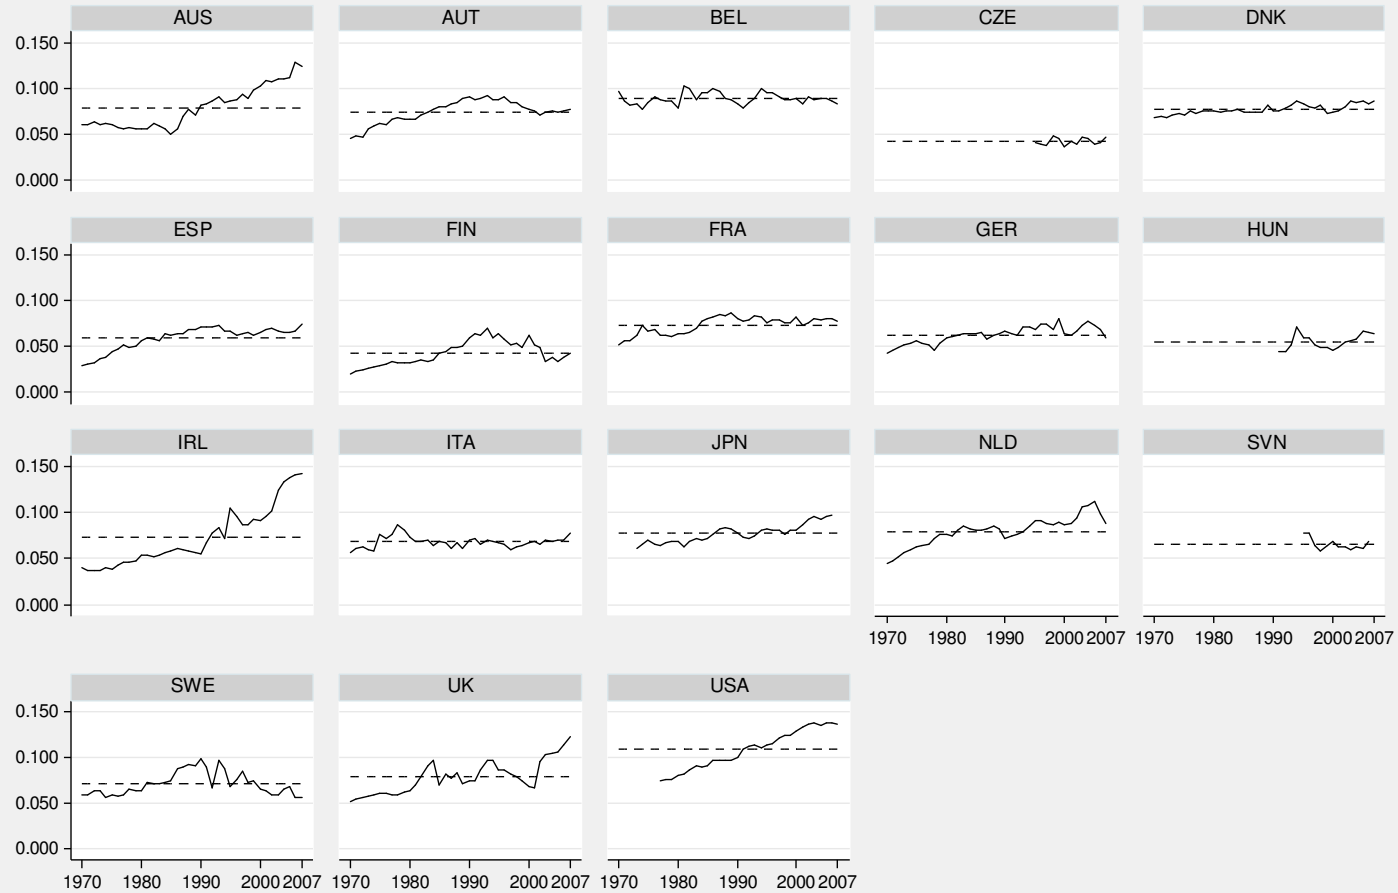 AUS AUT BEL CZE DNK
0.150
0.100
0.050
0.000
ESP FIN FRA GER HUN
0.150
0.100
0.050
0.000
IRL ITA JPN NLD SVN
0.150
0.100
0.050
0.000
1970 1980 1990 2000 2007 1970 1980 1990 2000 2007
SWE UK USA
0.150
0.100
0.050
0.000
1970 1980 1990 2000 2007 1970 1980 1990 2000 2007 1970 1980 1990 2000 2007